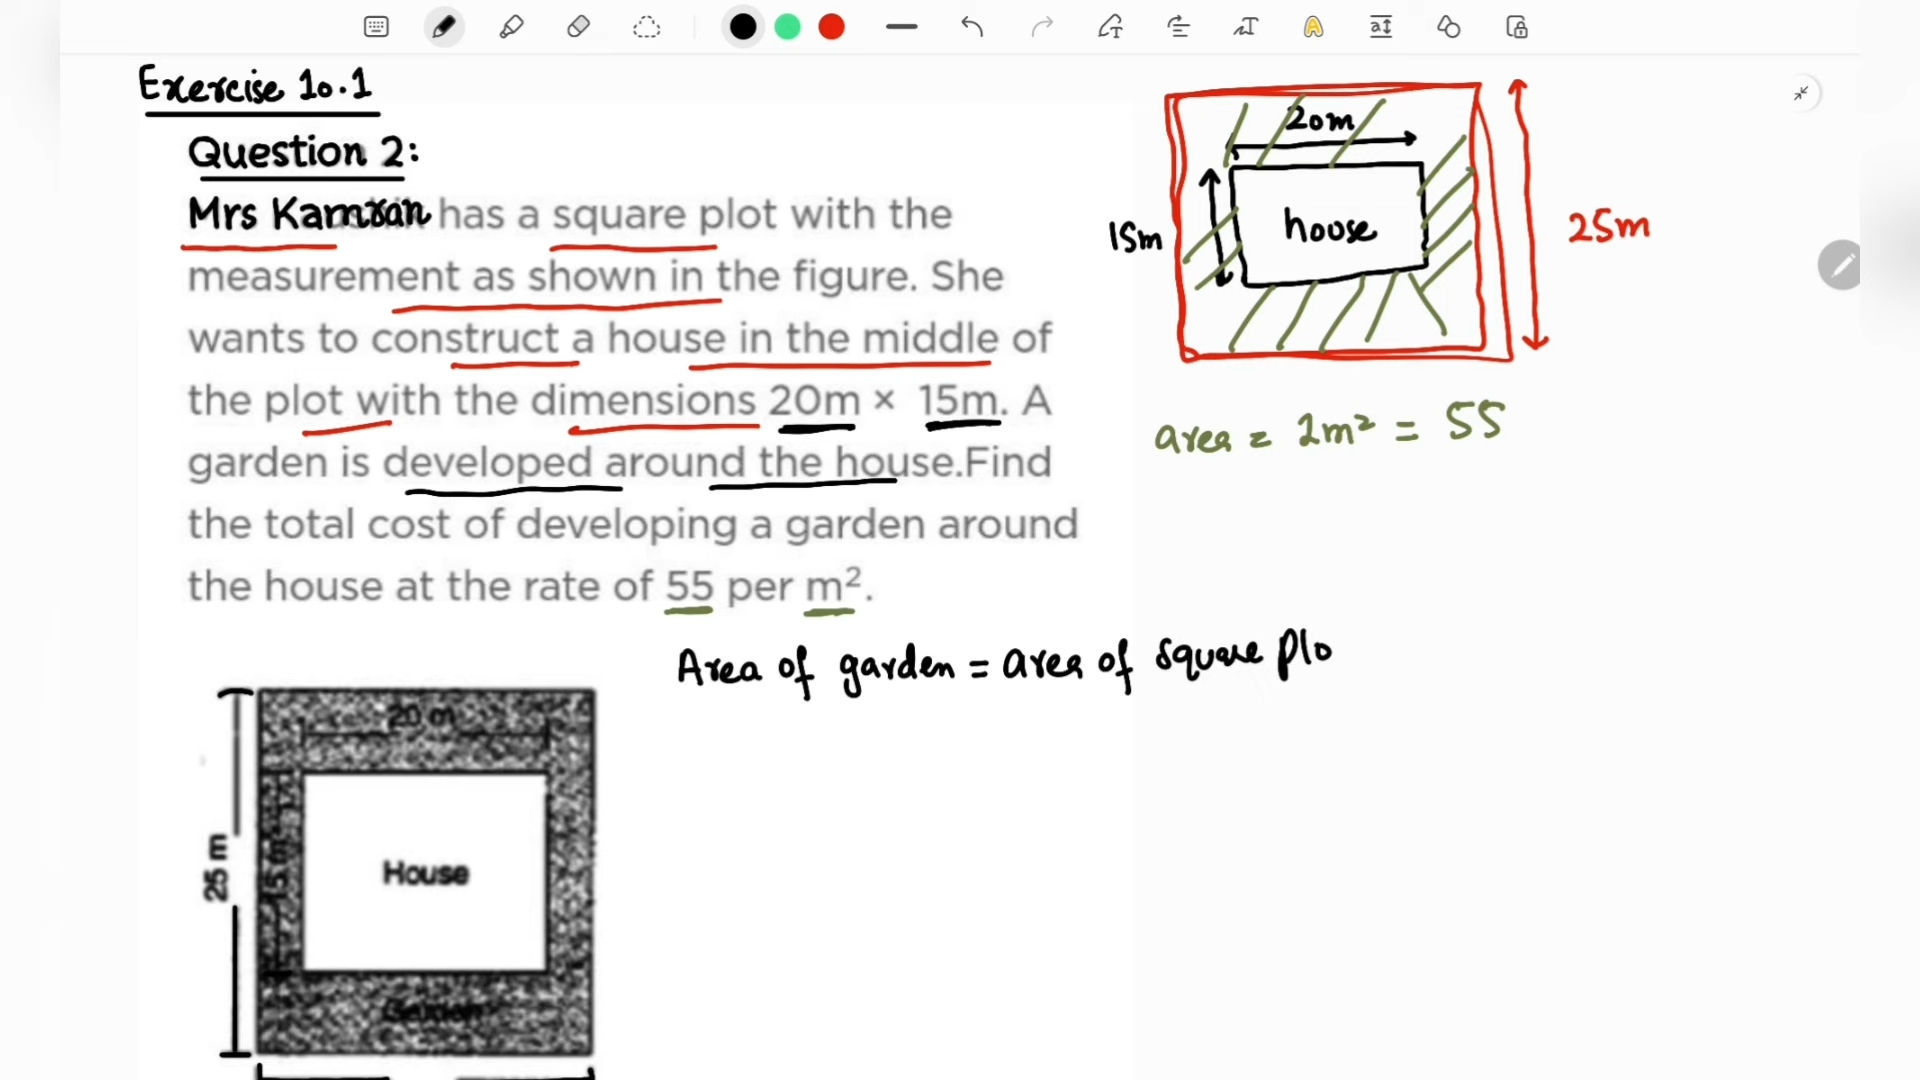 Exercise 10.1
Question 2:
Mrs Kamran has a square plot with the
measurement as shown in the figure. She
wants to construct a house in the middle of
the plot with the dimensions 20m × 15m. A
garden is developed around the house.Find
the total cost of developing a garden around
the house at the rate of 55 per m².
20m
15m
house
25m
area = 1m² = 55
Area of garden = area of square plo
20 m
25 m
15 m
House
Garden